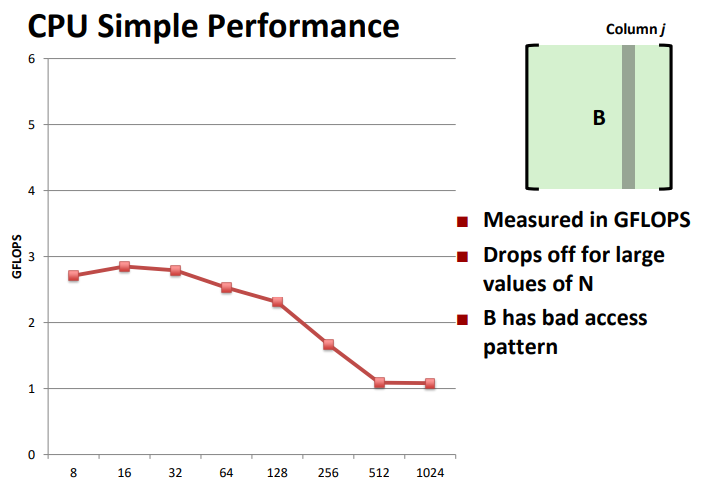 CPU Simple Performance
Column j
B
6
5
4
3
2
1
0
GFLOPS
8 16 32 64 128 256 512 1024
Measured in GFLOPS
Drops off for large
values of N
B has bad access
pattern